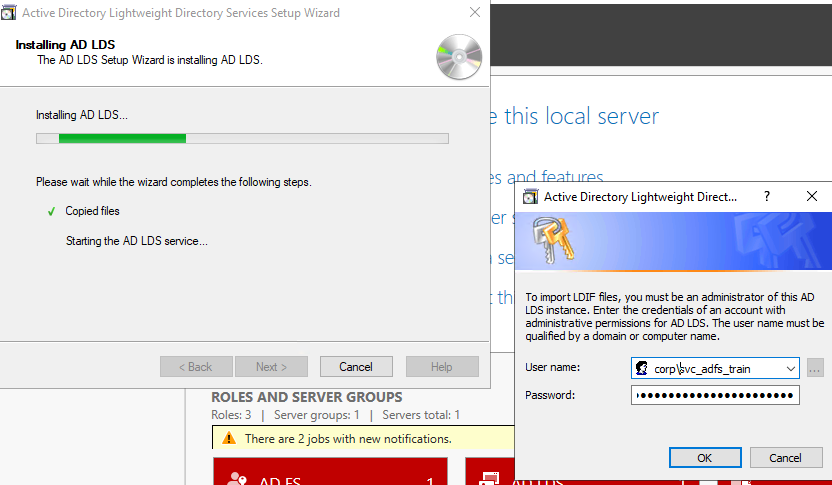 Active Directory Lightweight Directory Services Setup Wizard
Installing AD LDS
The AD LDS Setup Wizard is installing AD LDS.
Installing AD LDS...
Please wait while the wizard completes the following steps.
Copied files
Starting the AD LDS service...
< Back
Next >
Cancel
Help
e this local server
es and features
er s
se
t th
Active Directory Lightweight Direct...
?
To import LDIF files, you must be an administrator of this AD
LDS instance. Enter the credentials of an account with
administrative permissions for AD LDS. The user name must be
qualified by a domain or computer name.
User name:
corp\svc_adfs_train
...
Password:
OK
Cancel
ROLES AND SERVER GROUPS
Roles: 3 | Server groups: 1 | Servers total: 1
There are 2 jobs with new notifications.
AD FS
1
AD LDS